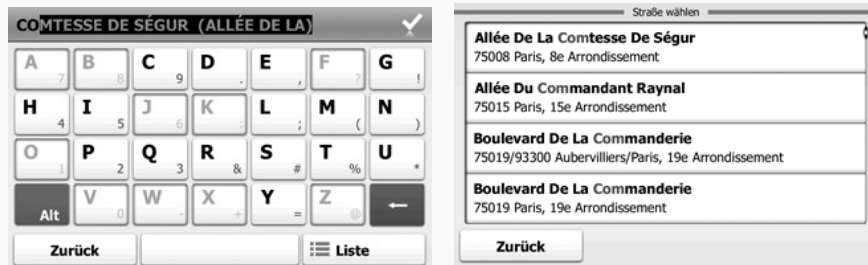 COMTESSE DE SÉGUR (ALLÉE DE LA)
A 7 B 8 C 9 D . E , F ? G !
H 4 I 5 J 6 K : L ; M ( N )
O 1 P 2 Q 3 R & S # T % U *
Alt V 0 W - X + Y = Z @ ←
Zurück Liste
Straße wählen
Allée De La Comtesse De Ségur
75008 Paris, 8e Arrondissement
Allée Du Commandant Raynal
75015 Paris, 15e Arrondissement
Boulevard De La Commanderie
75019/93300 Aubervilliers/Paris, 19e Arrondissement
Boulevard De La Commanderie
75019 Paris, 19e Arrondissement
Zurück